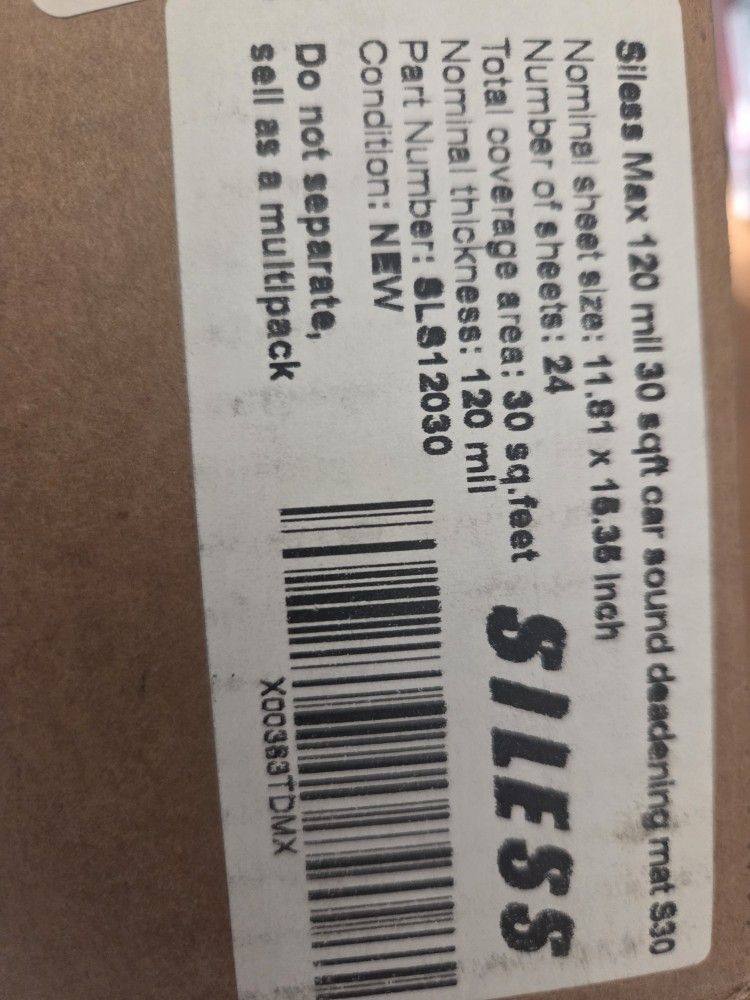 Siless Max 120 mil 30 sqft car sound deadening mat S30
Nominal sheet size: 11.81 x 15.35 Inch
Number of sheets: 24
Total coverage area: 30 sq.feet
Nominal thickness: 120 mil
Part Number: SLS12030
Condition: NEW
Do not separate,
sell as a multipack
SILESS
X00383TDMX